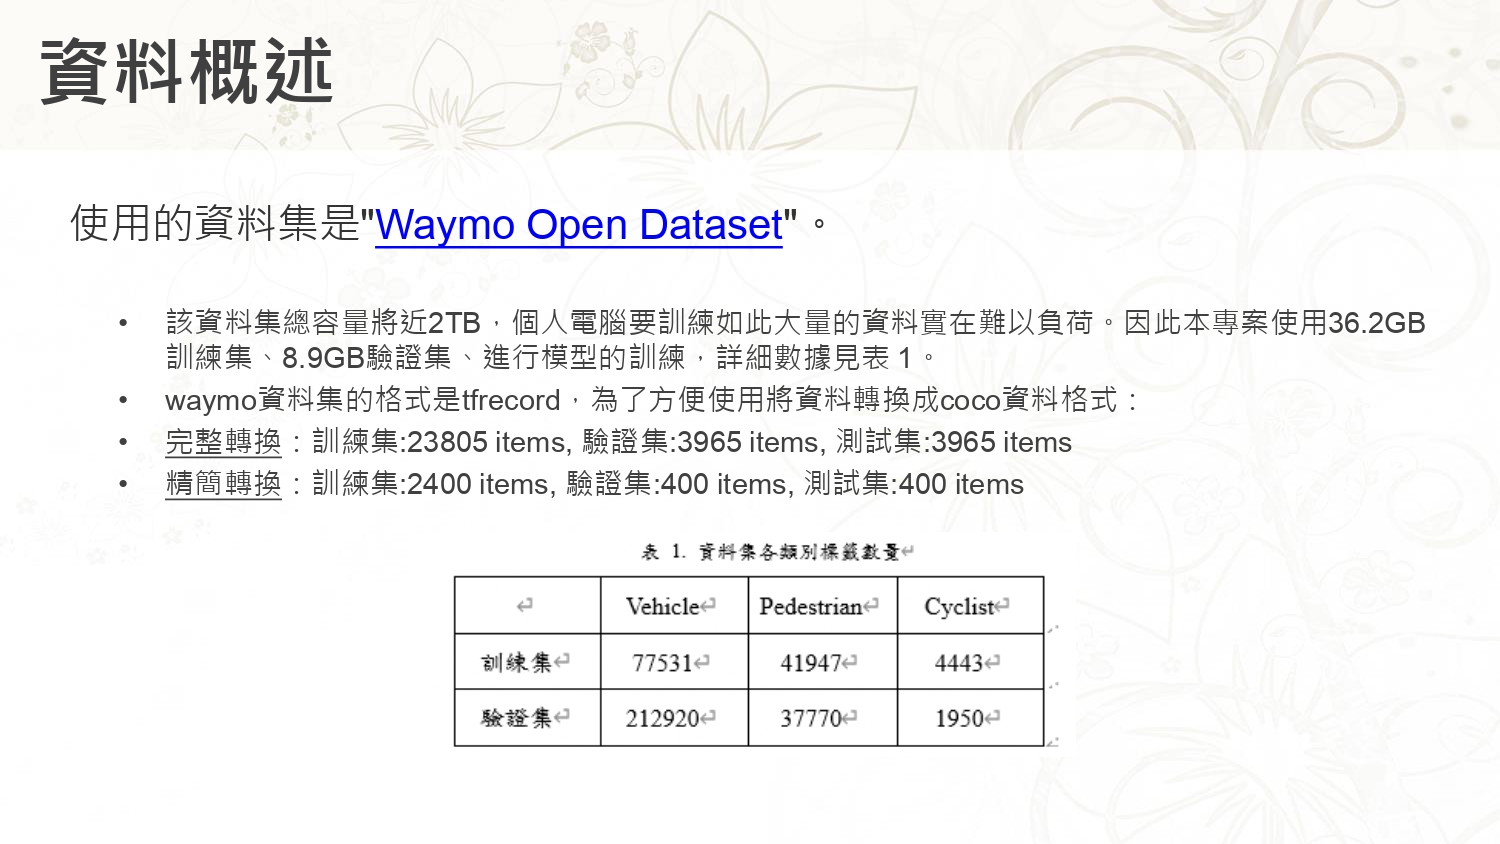 資料概述
使用的資料集是"Waymo Open Dataset"。
• 該資料集總容量將近2TB，個人電腦要訓練如此大量的資料實在難以負荷。因此本專案使用36.2GB
訓練集、8.9GB驗證集、進行模型的訓練，詳細數據見表 1。
• waymo資料集的格式是tfrecord，為了方便使用將資料轉換成coco資料格式：
• 完整轉換：訓練集:23805 items, 驗證集:3965 items, 測試集:3965 items
• 精簡轉換：訓練集:2400 items, 驗證集:400 items, 測試集:400 items
表 1. 資料集各類別標籤數量↵
↵ Vehicle↵ Pedestrian↵ Cyclist↵
訓練集↵ 77531↵ 41947↵ 4443↵
驗證集↵ 212920↵ 37770↵ 1950↵